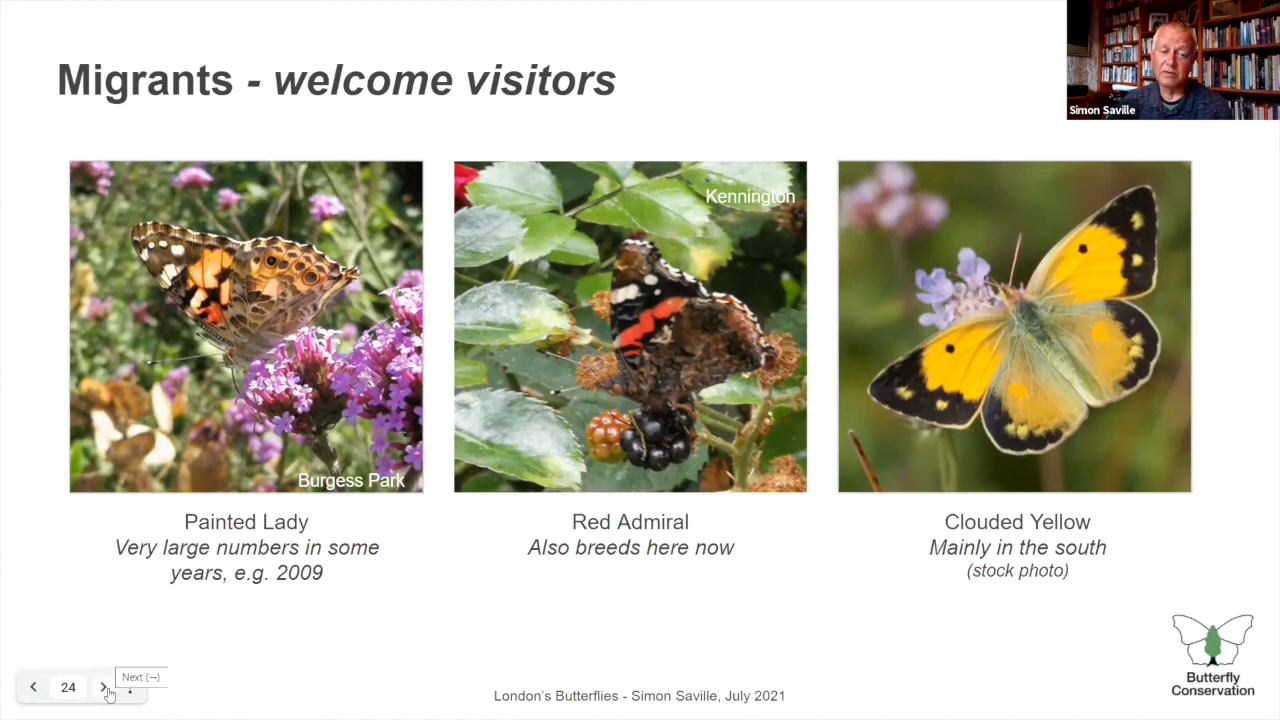 Migrants - welcome visitors
Simon Saville
Kennington
Burgess Park
Painted Lady
Very large numbers in some
years, e.g. 2009
Red Admiral
Also breeds here now
Clouded Yellow
Mainly in the south
(stock photo)
Butterfly
Conservation
24
Next (→)
London's Butterflies - Simon Saville, July 2021